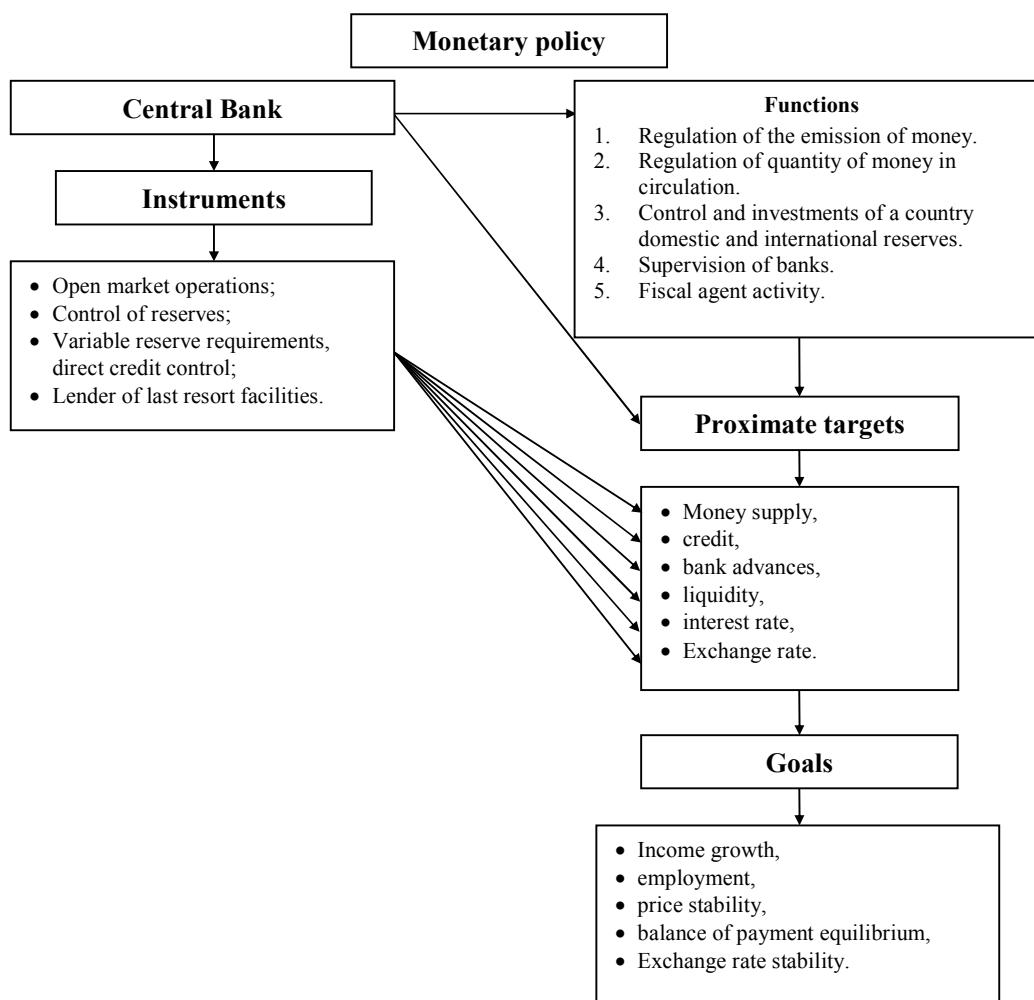 Monetary policy
Central Bank
Instruments
• Open market operations;
• Control of reserves;
• Variable reserve requirements,
direct credit control;
• Lender of last resort facilities.
Functions
1. Regulation of the emission of money.
2. Regulation of quantity of money in
circulation.
3. Control and investments of a country
domestic and international reserves.
4. Supervision of banks.
5. Fiscal agent activity.
Proximate targets
• Money supply,
• credit,
• bank advances,
• liquidity,
• interest rate,
• Exchange rate.
Goals
• Income growth,
• employment,
• price stability,
• balance of payment equilibrium,
• Exchange rate stability.